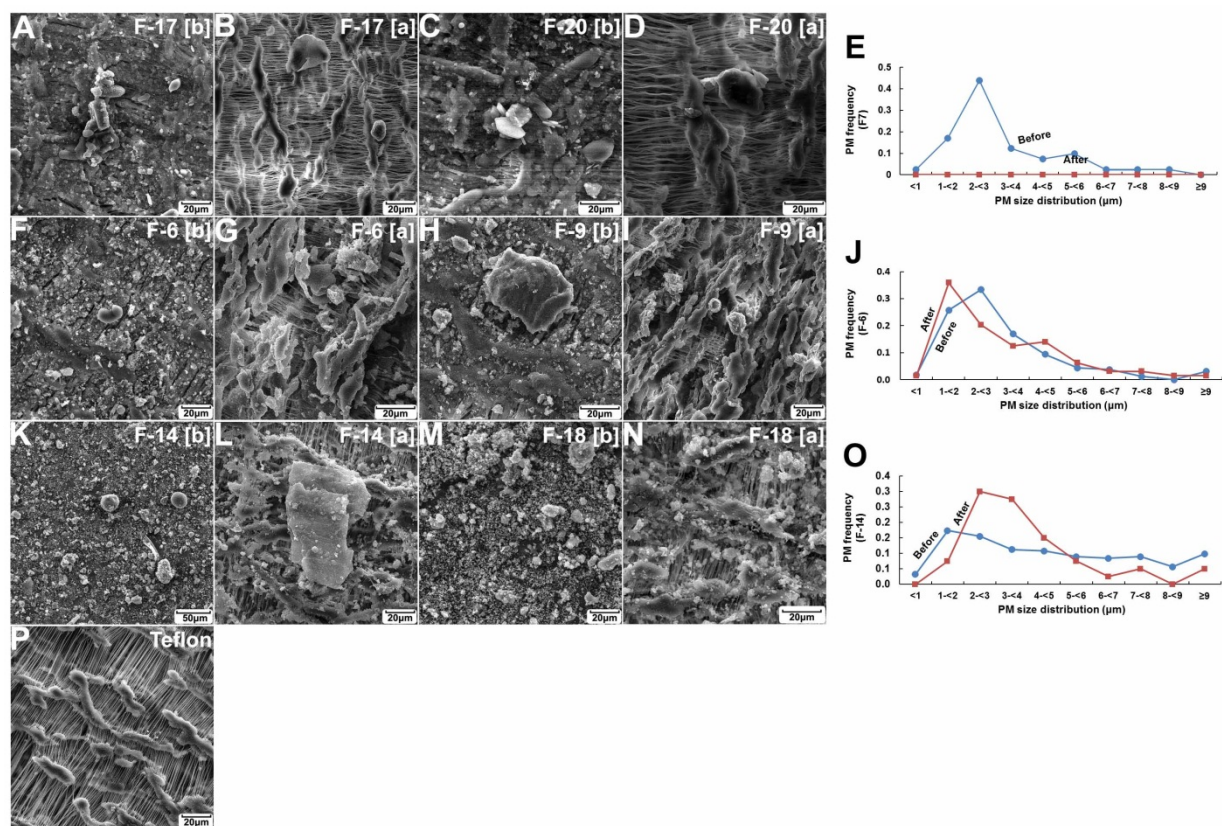 A F-17 [b]
20µm
B F-17 [a]
20µm
C F-20 [b]
20µm
D F-20 [a]
20µm
E
PM frequency
(F7)
0.5
0.4
0.3
0.2
0.1
0
Before
After
<1 1-<2 2-<3 3-<4 4-<5 5-<6 6-<7 7-<8 8-<9 ≥9
PM size distribution (µm)
F F-6 [b]
20µm
G F-6 [a]
20µm
H F-9 [b]
20µm
I F-9 [a]
20µm
J
PM frequency
(F-6)
0.4
0.3
0.2
0.1
0.0
After
Before
<1 1-<2 2-<3 3-<4 4-<5 5-<6 6-<7 7-<8 8-<9 ≥9
PM size distribution (µm)
K F-14 [b]
50µm
L F-14 [a]
20µm
M F-18 [b]
20µm
N F-18 [a]
20µm
O
PM frequency
(F-14)
0.4
0.3
0.3
0.2
0.2
0.1
0.1
0.0
Before
After
<1 1-<2 2-<3 3-<4 4-<5 5-<6 6-<7 7-<8 8-<9 ≥9
PM size distribution (µm)
P Teflon
20µm